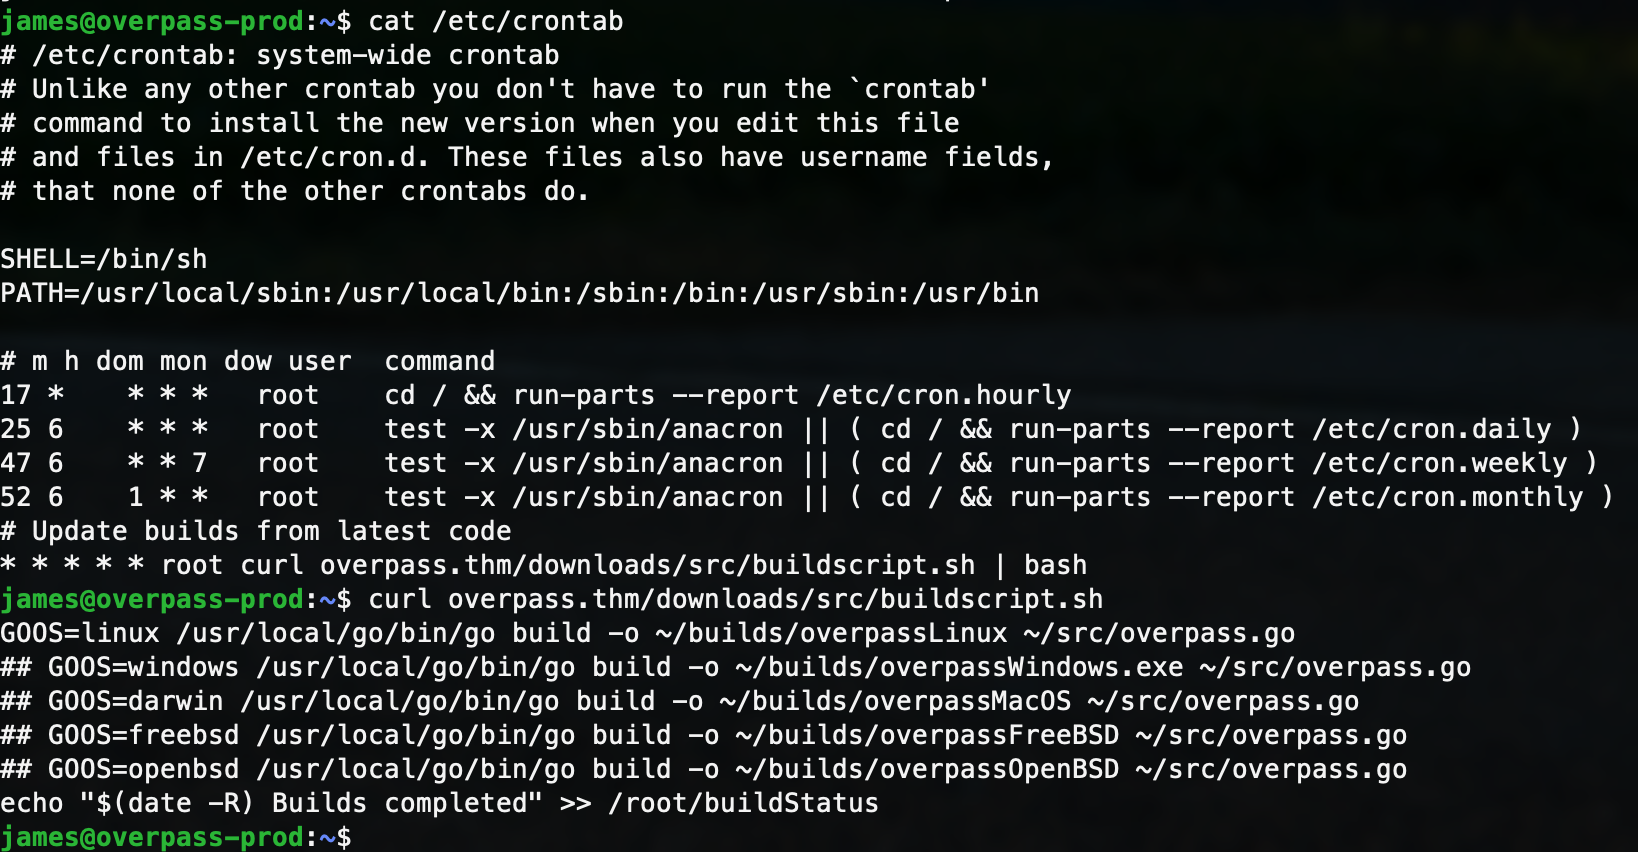 james@overpass-prod:~$ cat /etc/crontab
# /etc/crontab: system-wide crontab
# Unlike any other crontab you don't have to run the `crontab'
# command to install the new version when you edit this file
# and files in /etc/cron.d. These files also have username fields,
# that none of the other crontabs do.

SHELL=/bin/sh
PATH=/usr/local/sbin:/usr/local/bin:/sbin:/bin:/usr/sbin:/usr/bin

# m h dom mon dow user  command
17 *    * * *   root    cd / && run-parts --report /etc/cron.hourly
25 6    * * *   root    test -x /usr/sbin/anacron || ( cd / && run-parts --report /etc/cron.daily )
47 6    * * 7   root    test -x /usr/sbin/anacron || ( cd / && run-parts --report /etc/cron.weekly )
52 6    1 * *   root    test -x /usr/sbin/anacron || ( cd / && run-parts --report /etc/cron.monthly )
# Update builds from latest code
* * * * * root curl overpass.thm/downloads/src/buildscript.sh | bash
james@overpass-prod:~$ curl overpass.thm/downloads/src/buildscript.sh
GOOS=linux /usr/local/go/bin/go build -o ~/builds/overpassLinux ~/src/overpass.go
## GOOS=windows /usr/local/go/bin/go build -o ~/builds/overpassWindows.exe ~/src/overpass.go
## GOOS=darwin /usr/local/go/bin/go build -o ~/builds/overpassMacOS ~/src/overpass.go
## GOOS=freebsd /usr/local/go/bin/go build -o ~/builds/overpassFreeBSD ~/src/overpass.go
## GOOS=openbsd /usr/local/go/bin/go build -o ~/builds/overpassOpenBSD ~/src/overpass.go
echo "$(date -R) Builds completed" >> /root/buildStatus
james@overpass-prod:~$